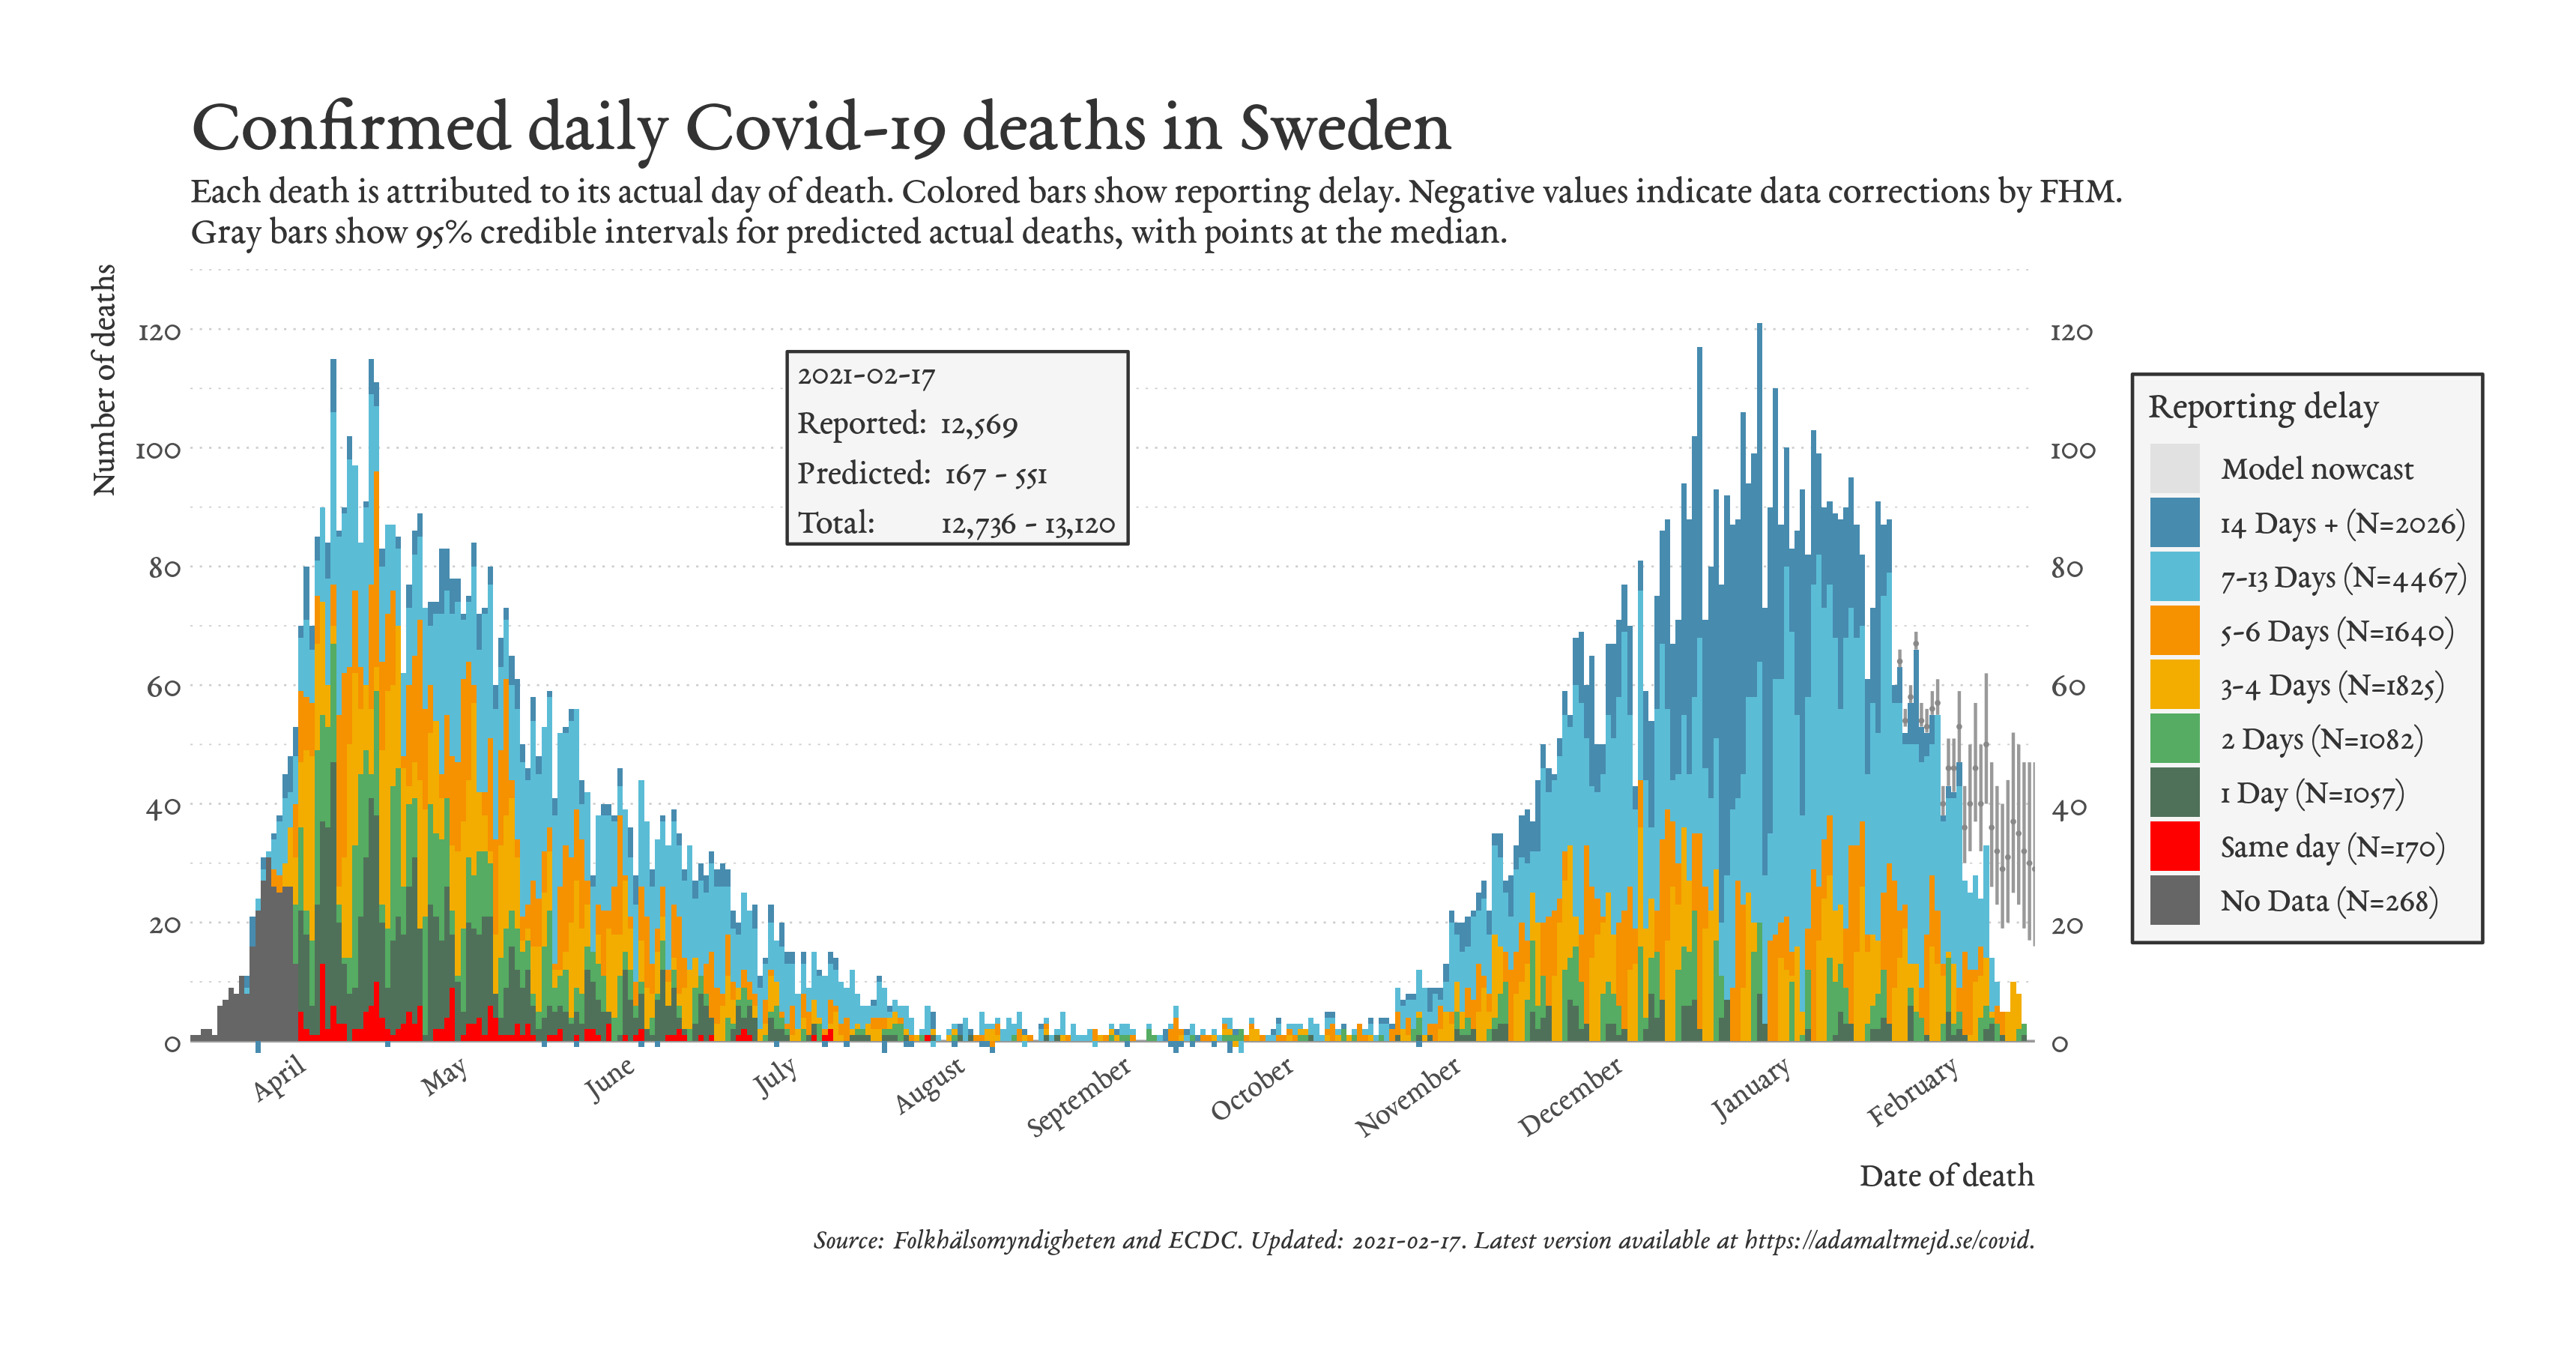 Confirmed daily Covid-19 deaths in Sweden
Each death is attributed to its actual day of death. Colored bars show reporting delay. Negative values indicate data corrections by FHM.
Gray bars show 95% credible intervals for predicted actual deaths, with points at the median.
Number of deaths
120
100
80
60
40
20
0
2021-02-17
Reported: 12,569
Predicted: 167 - 551
Total: 12,736 - 13,120
120
100
80
60
40
20
0
Reporting delay
Model nowcast
14 Days + (N=2026)
7-13 Days (N=4467)
5-6 Days (N=1640)
3-4 Days (N=1825)
2 Days (N=1082)
1 Day (N=1057)
Same day (N=170)
No Data (N=268)
April
May
June
July
August
September
October
November
December
January
February
Date of death
Source: Folkhälsomyndigheten and ECDC. Updated: 2021-02-17. Latest version available at https://adamaltmejd.se/covid.